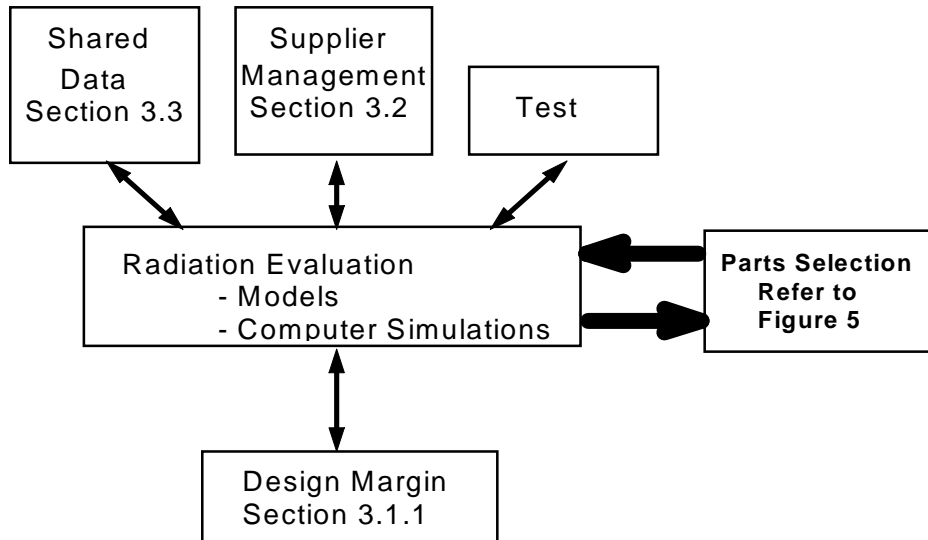 Shared
Data
Section 3.3
Supplier
Management
Section 3.2
Test
Radiation Evaluation
- Models
- Computer Simulations
Parts Selection
Refer to
Figure 5
Design Margin
Section 3.1.1